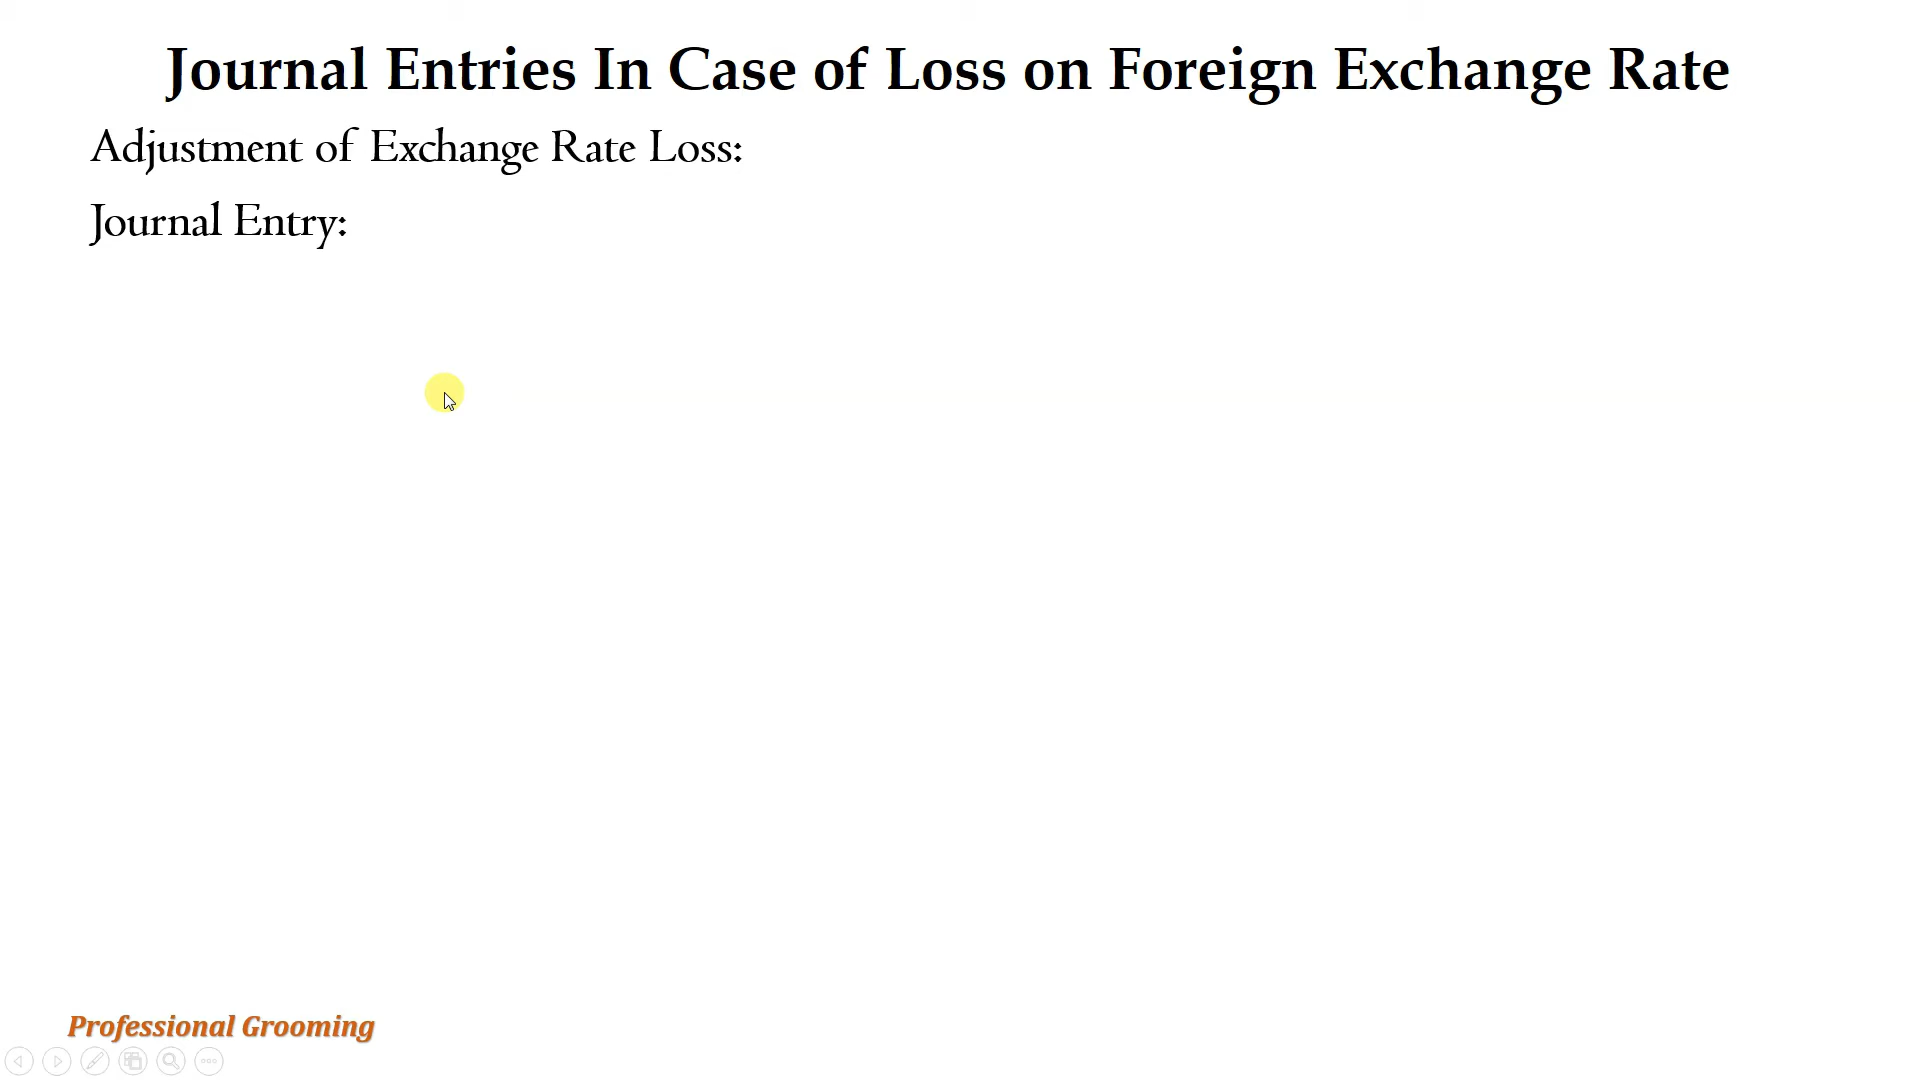 Journal Entries In Case of Loss on Foreign Exchange Rate
Adjustment of Exchange Rate Loss:
Journal Entry:
Professional Grooming